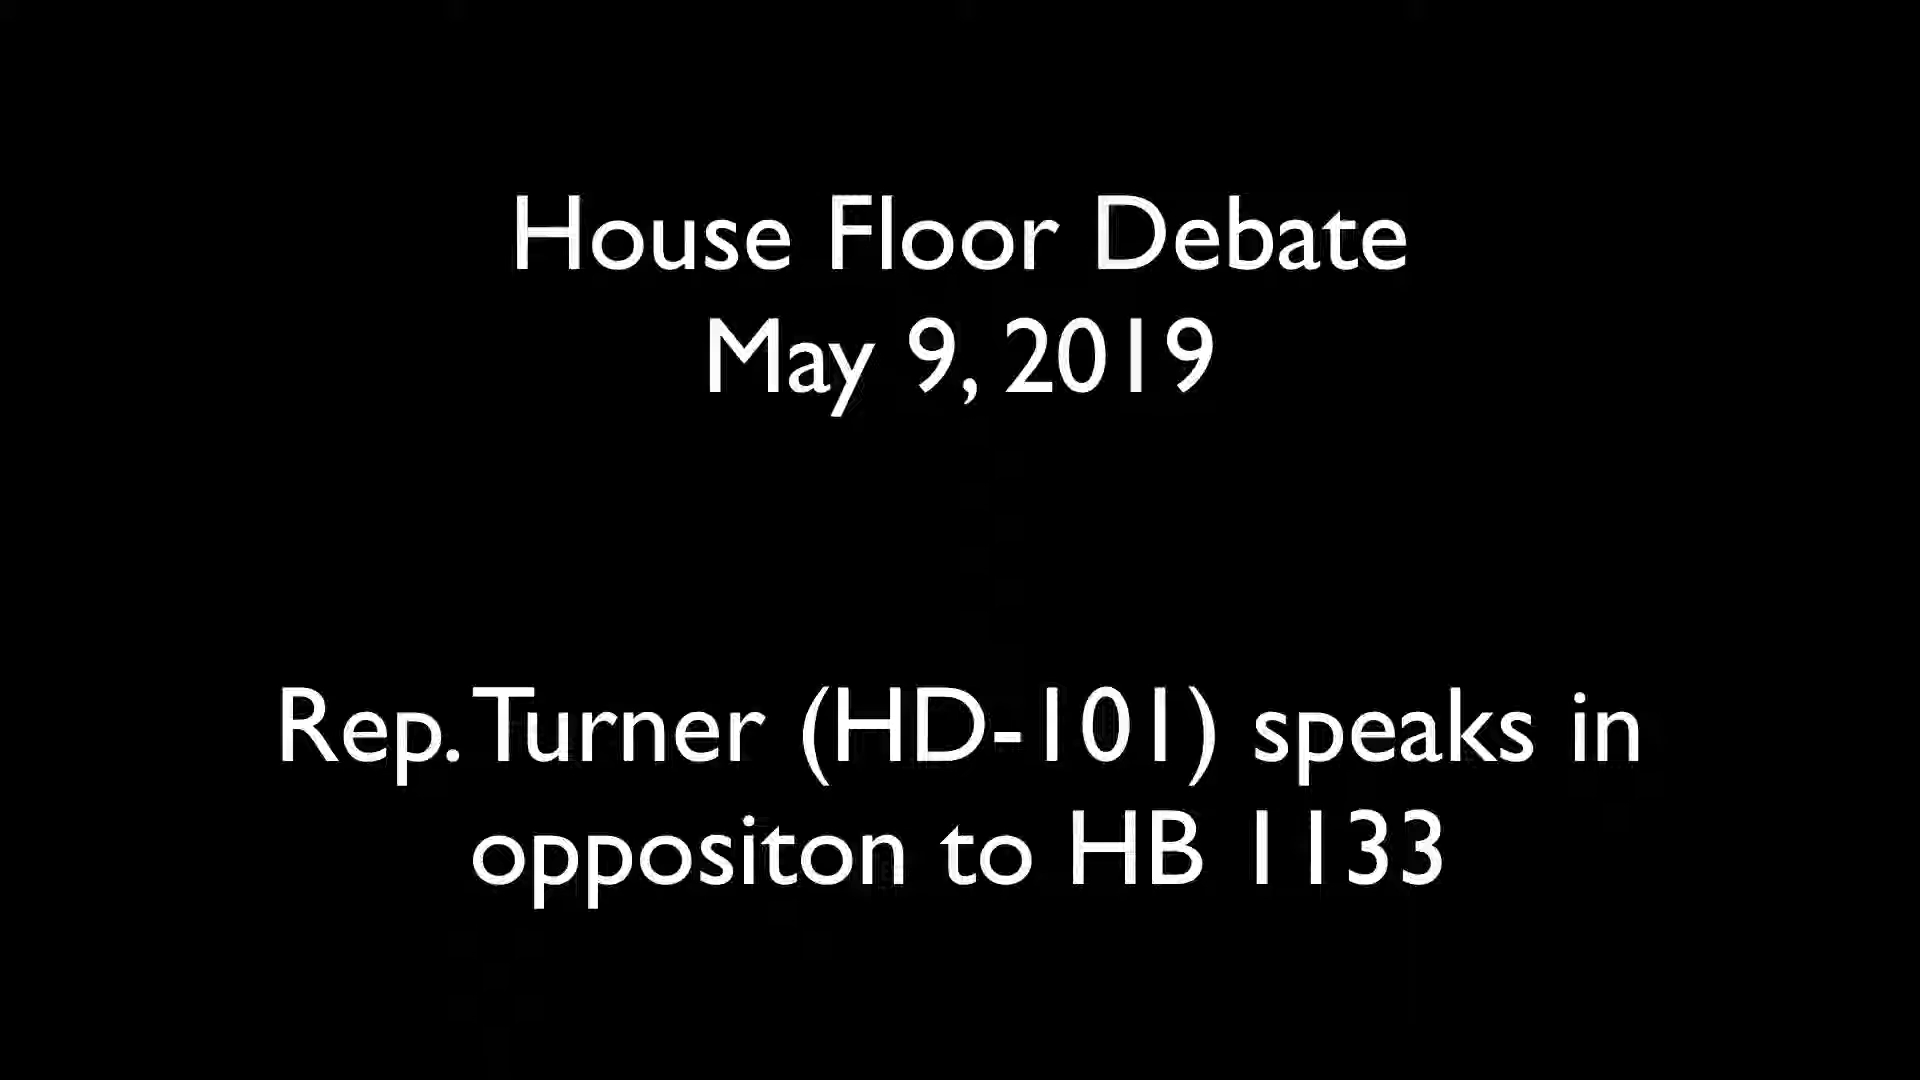 House Floor Debate
May 9, 2019
Rep. Turner (HD-101) speaks in
oppositon to HB 1133